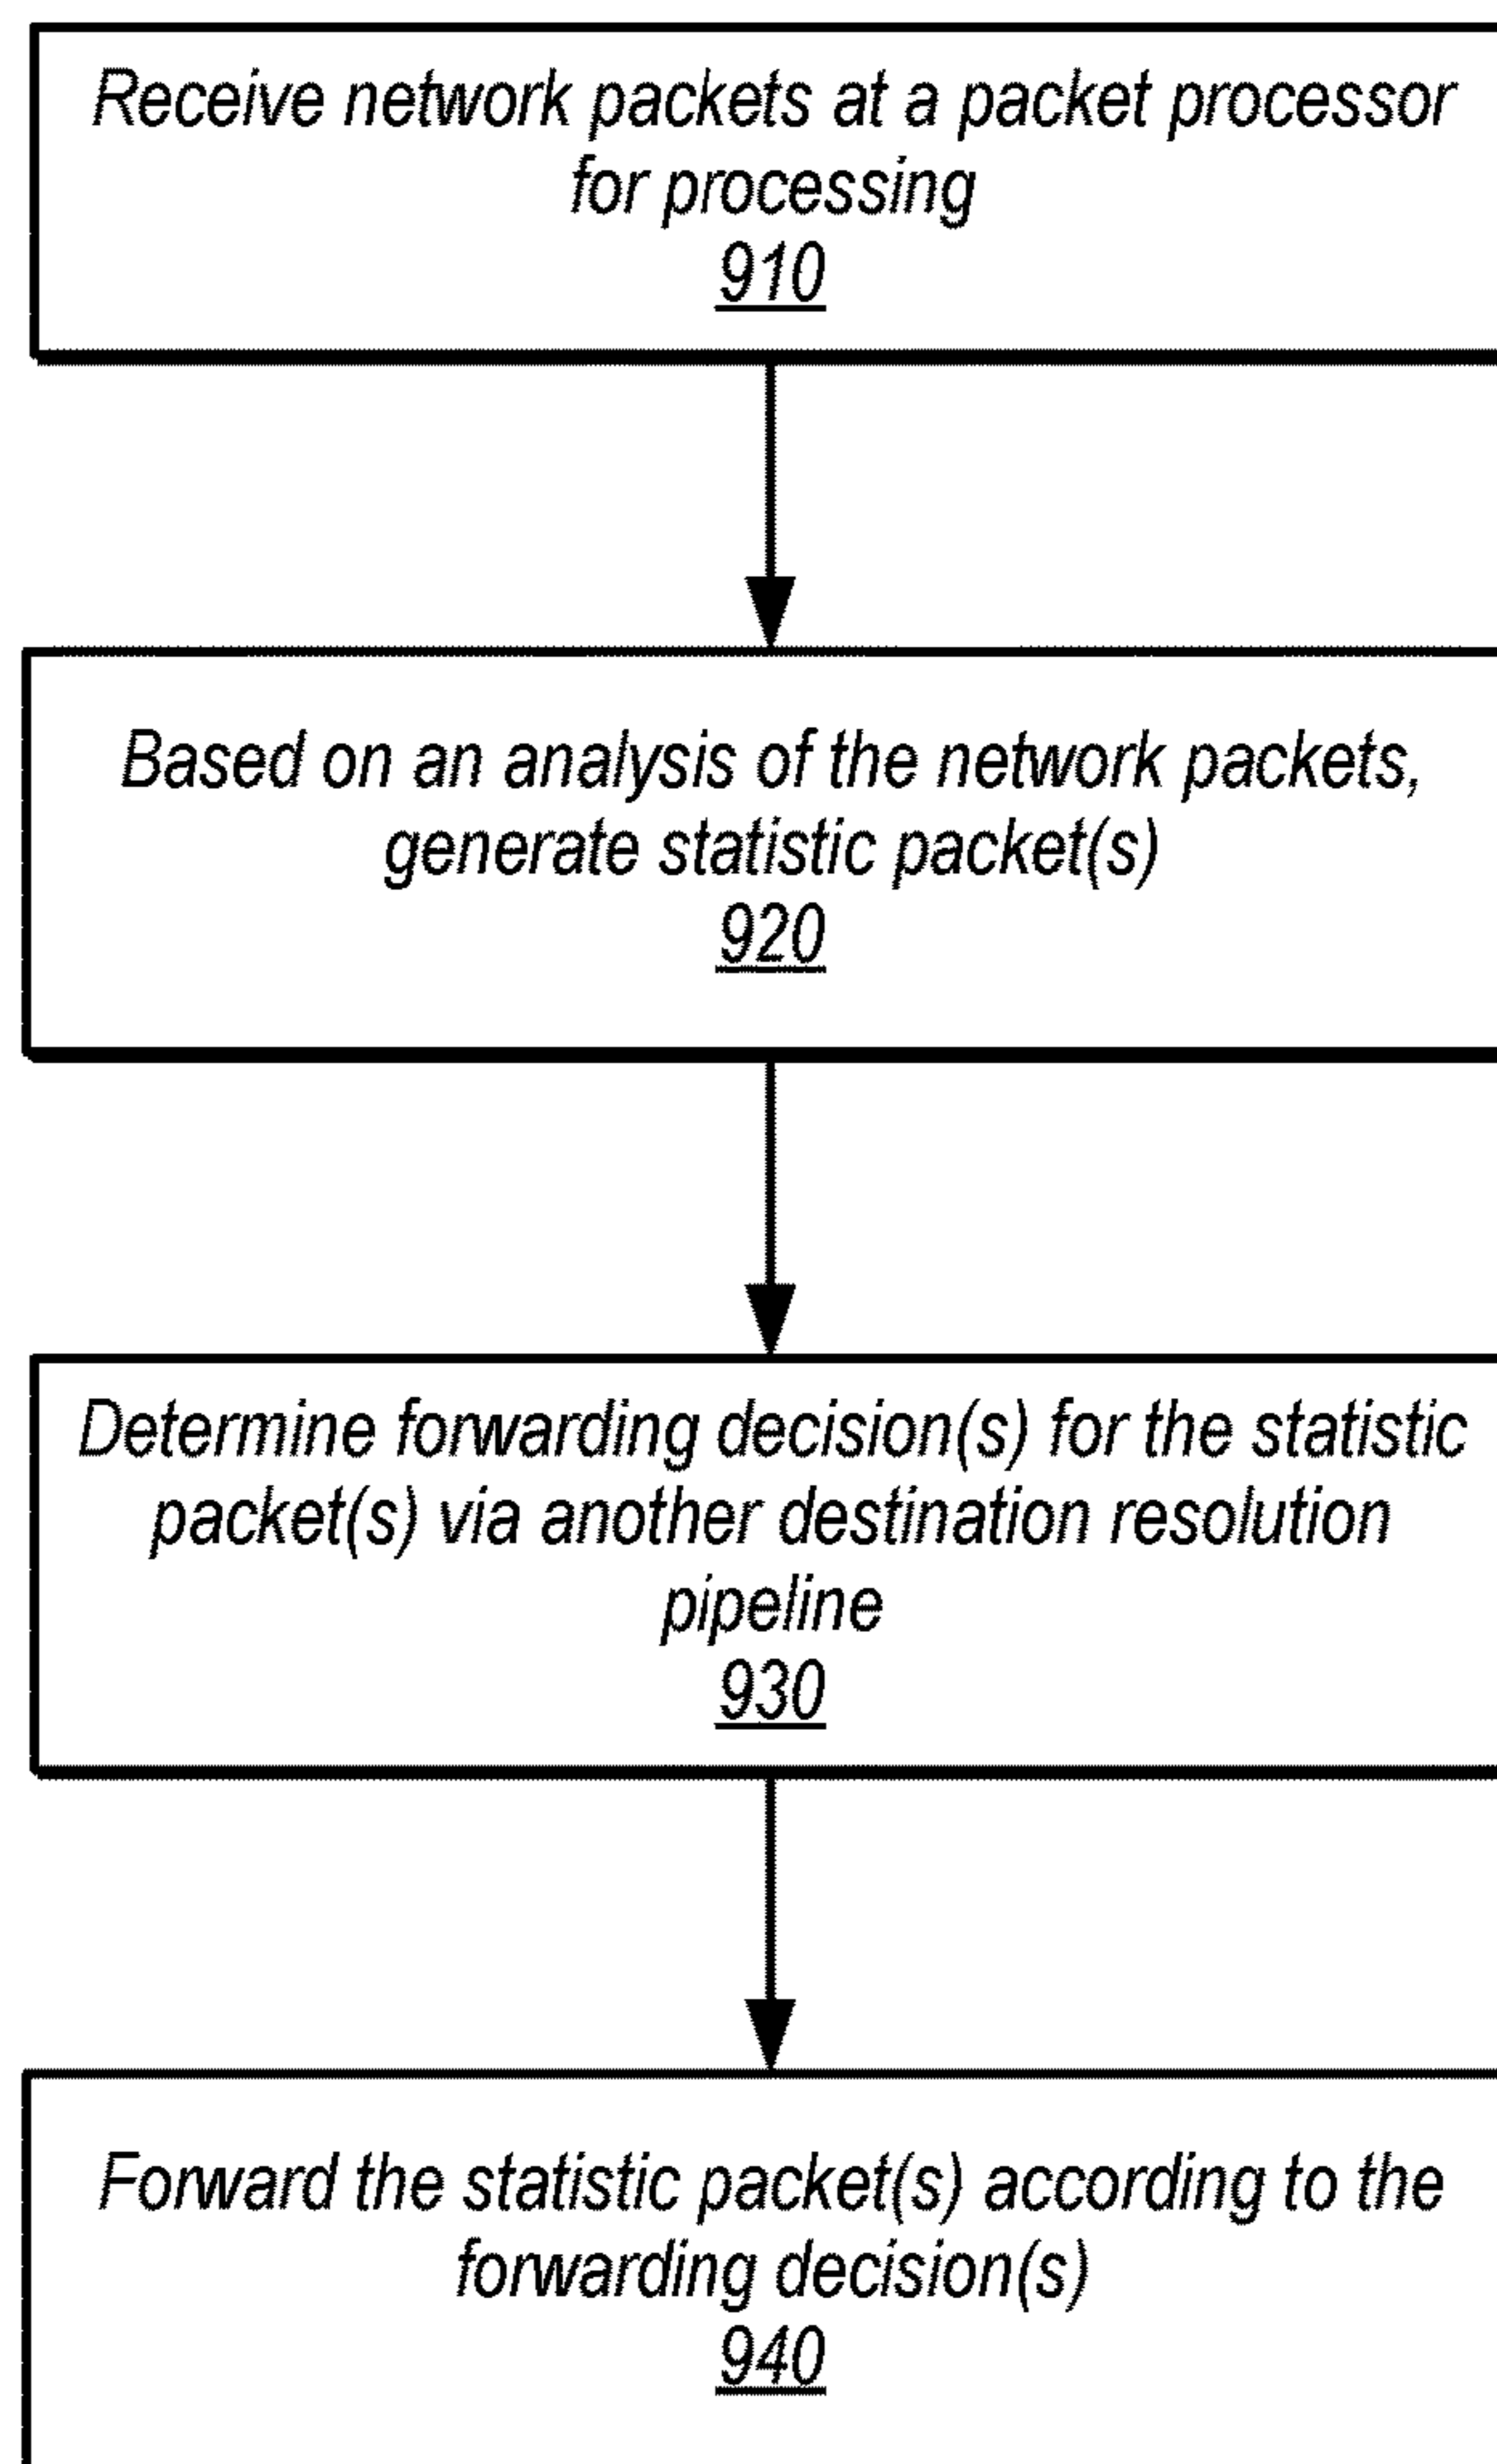 Receive network packets at a packet processor
for processing
910
Based on an analysis of the network packets,
generate statistic packet(s)
920
Determine forwarding decision(s) for the statistic
packet(s) via another destination resolution
pipeline
930
Forward the statistic packet(s) according to the
forwarding decision(s)
940